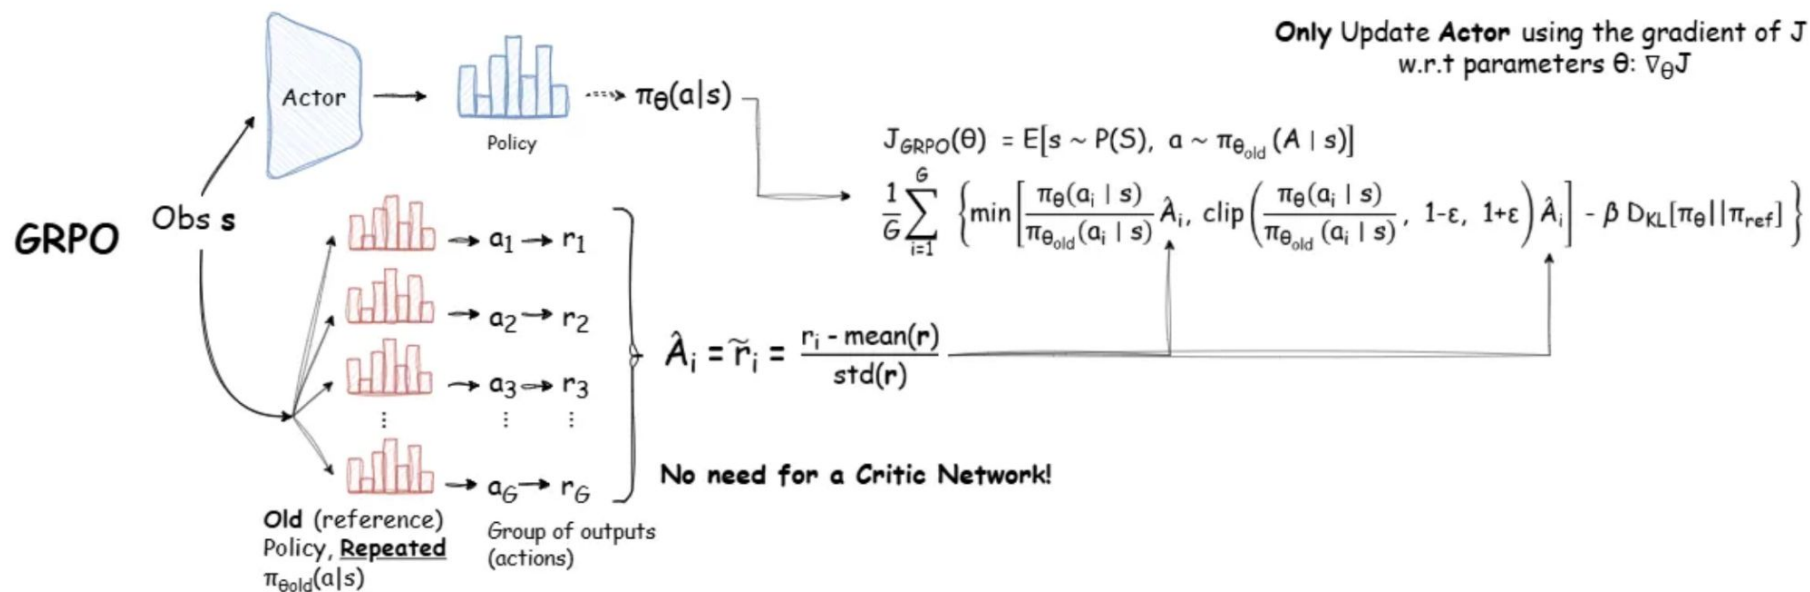 Only Update Actor using the gradient of J
w.r.t parameters θ: ∇θJ
Actor
Policy
πθ(a|s)
JGRPO(θ) = E[s ~ P(S), a ~ πθold (A | s)]
1/G ∑ i=1 G {min[πθ(ai | s)/πθold(ai | s) Âi, clip(πθ(ai | s)/πθold (ai | s), 1-ε, 1+ε) Âi] - β DKL[πθ||πref]}
GRPO
Obs s
a1 r1
a2 r2
a3 r3
⋮ ⋮ ⋮
aG rG
Âi = r̃i = ri - mean(r)/std(r)
No need for a Critic Network!
Old (reference)
Policy, Repeated
πθold(a|s)
Group of outputs
(actions)